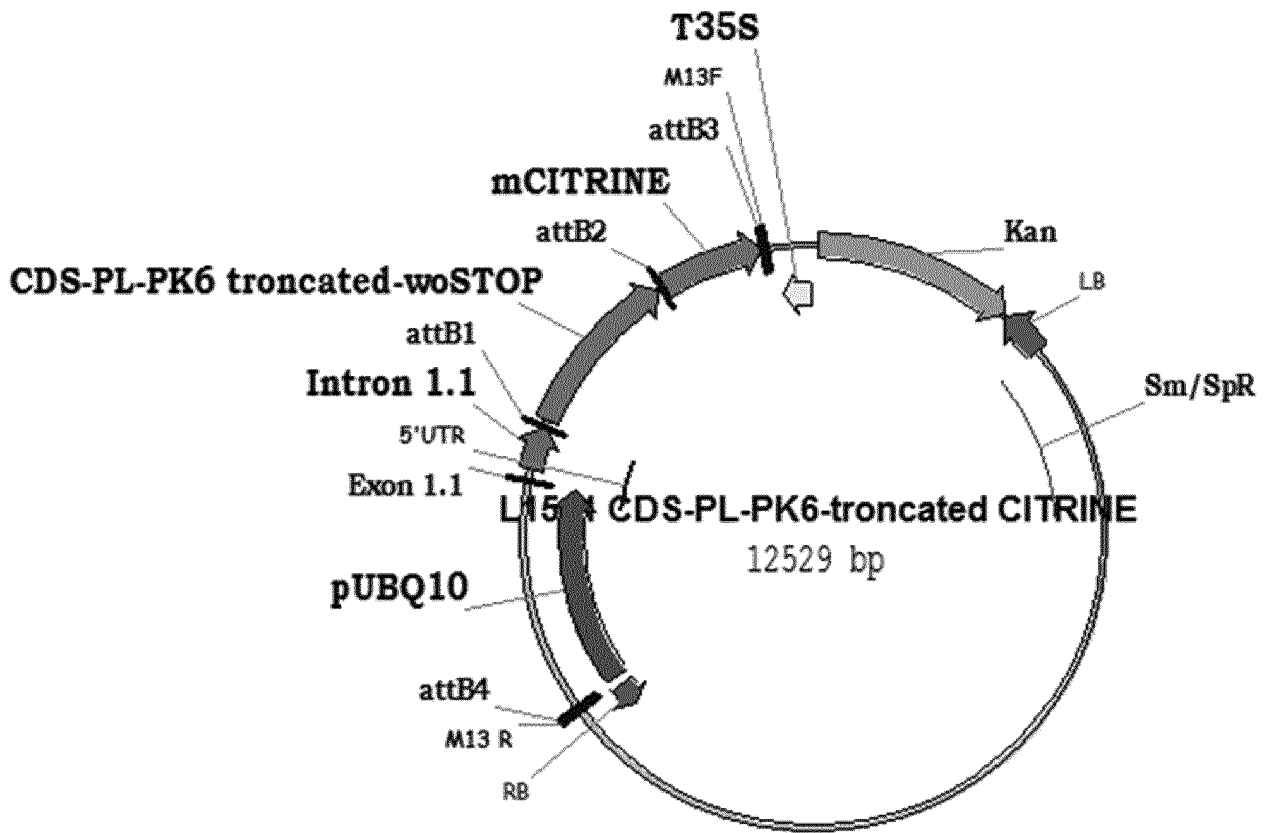 T35S
M13F
attB3
mCITRINE
attB2
Kan
CDS-PL-PK6 troncated-woSTOP
LB
attB1
Intron 1.1
Sm/SpR
5'UTR
Exon 1.1
CDS-PL-PK6-troncated CITRINE
12529 bp
pUBQ10
attB4
M13 R
RB